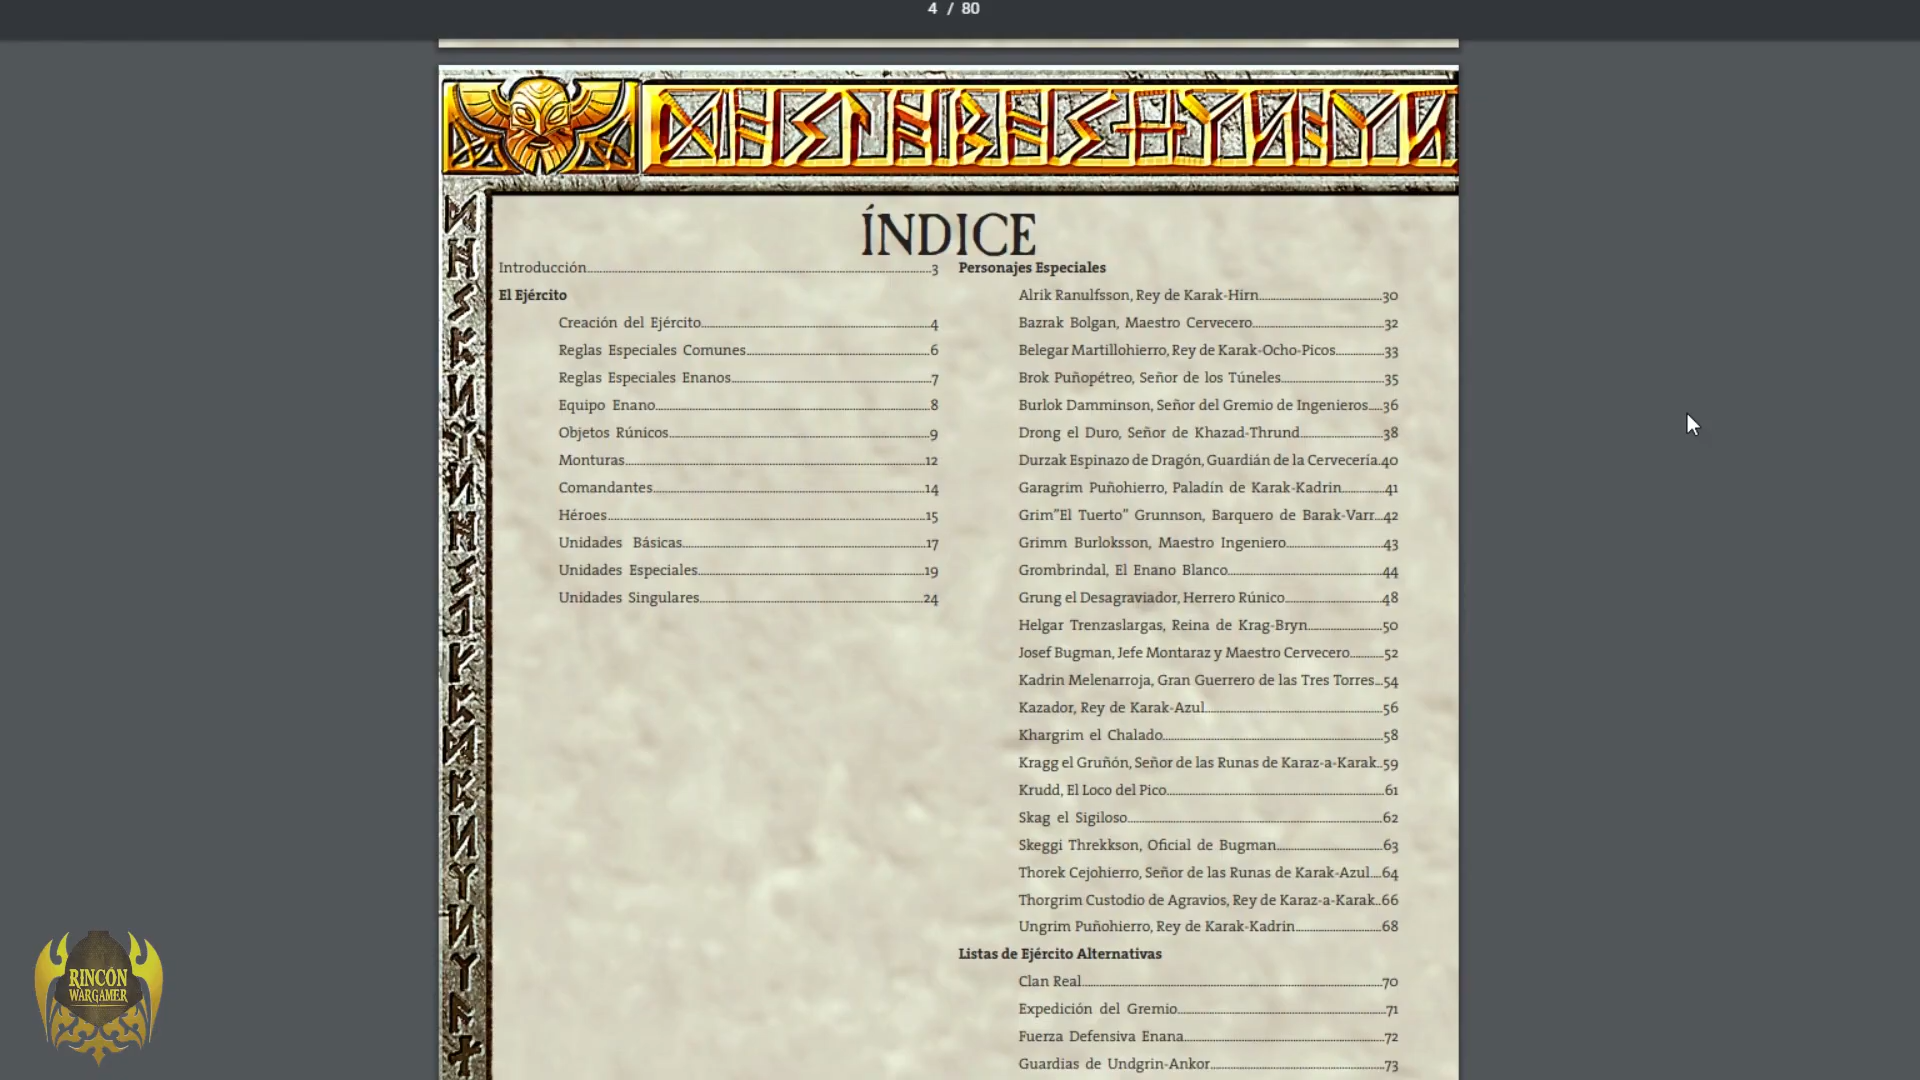 4 / 80
ÍNDICE
Introducción 3
El Ejército
Creación del Ejército 4
Reglas Especiales Comunes 6
Reglas Especiales Enanos 7
Equipo Enano 8
Objetos Rúnicos 9
Monturas 12
Comandantes 14
Héroes 15
Unidades Básicas 17
Unidades Especiales 19
Unidades Singulares 24
Personajes Especiales
Alrik Ranulfsson, Rey de Karak-Hirn 30
Bazrak Bolgan, Maestro Cervecero 32
Belegar Martillohierro, Rey de Karak-Ocho-Picos 33
Brok Puñopétreo, Señor de los Túneles 35
Burlok Damminson, Señor del Gremio de Ingenieros 36
Drong el Duro, Señor de Khazad-Thrund 38
Durzak Espinazo de Dragón, Guardián de la Cervecería 40
Garagrim Puñohierro, Paladín de Karak-Kadrin 41
Grim"El Tuerto" Grunnson, Barquero de Barak-Varr 42
Grimm Burloksson, Maestro Ingeniero 43
Grombrindal, El Enano Blanco 44
Grung el Desagraviador, Herrero Rúnico 48
Helgar Trenzaslargas, Reina de Krag-Bryn 50
Josef Bugman, Jefe Montaraz y Maestro Cervecero 52
Kadrin Melenarroja, Gran Guerrero de las Tres Torres 54
Kazador, Rey de Karak-Azul 56
Khargrim el Chalado 58
Kragg el Gruñón, Señor de las Runas de Karaz-a-Karak 59
Krudd, El Loco del Pico 61
Skag el Sigiloso 62
Skeggi Threkkson, Oficial de Bugman 63
Thorek Cejohierro, Señor de las Runas de Karak-Azul 64
Thorgrim Custodio de Agravios, Rey de Karaz-a-Karak 66
Ungrim Puñohierro, Rey de Karak-Kadrin 68
Listas de Ejército Alternativas
Clan Real 70
Expedición del Gremio 71
Fuerza Defensiva Enana 72
Guardias de Undgrin-Ankor 73
RINCÓN
WARGAMER